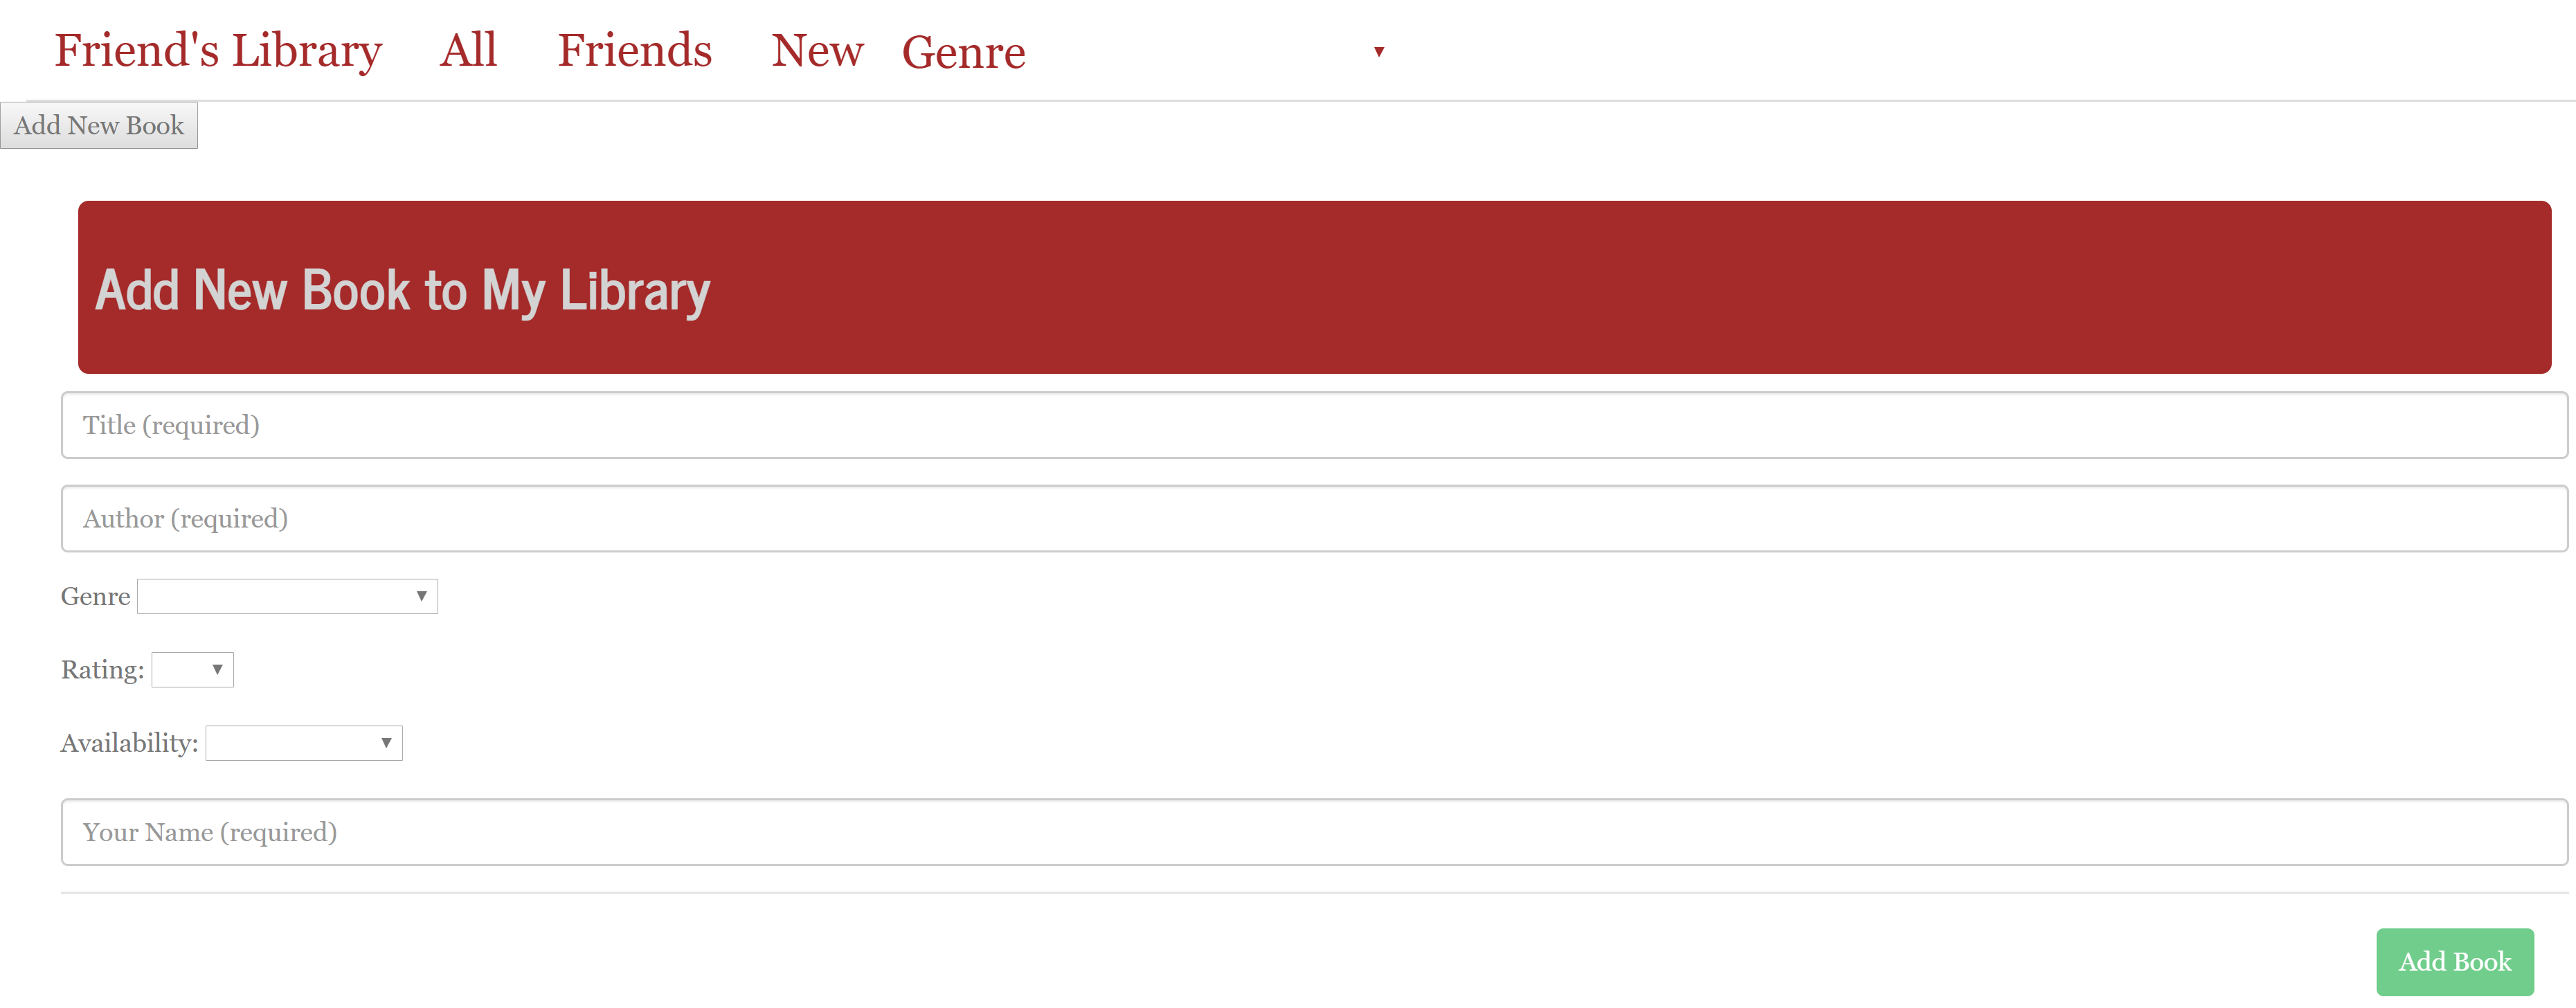 Friend's Library All Friends New Genre
Add New Book
Add New Book to My Library
Title (required)
Author (required)
Genre
Rating:
Availability:
Your Name (required)
Add Book